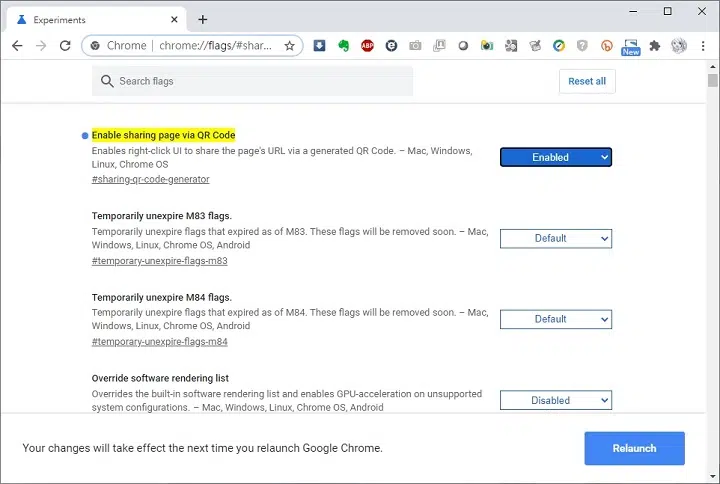 Experiments
Chrome | chrome://flags/#shar...
ABP
New
Search flags
Reset all
Enable sharing page via QR Code
Enables right-click UI to share the page's URL via a generated QR Code. – Mac, Windows,
Linux, Chrome OS
#sharing-qr-code-generator
Enabled
Temporarily unexpire M83 flags.
Temporarily unexpire flags that expired as of M83. These flags will be removed soon. – Mac,
Windows, Linux, Chrome OS, Android
#temporary-unexpire-flags-m83
Default
Temporarily unexpire M84 flags.
Temporarily unexpire flags that expired as of M84. These flags will be removed soon. – Mac,
Windows, Linux, Chrome OS, Android
#temporary-unexpire-flags-m84
Default
Override software rendering list
Overrides the built-in software rendering list and enables GPU-acceleration on unsupported
system configurations. – Mac, Windows, Linux, Chrome OS, Android
Disabled
Your changes will take effect the next time you relaunch Google Chrome.
Relaunch